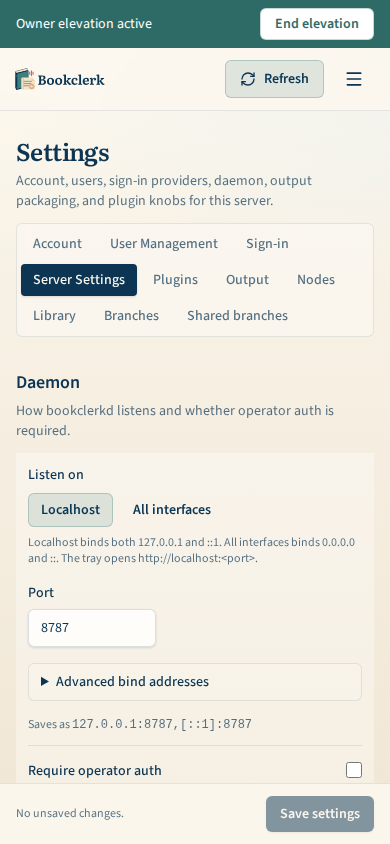 Owner elevation active
End elevation
Bookclerk
Refresh
Settings
Account, users, sign-in providers, daemon, output
packaging, and plugin knobs for this server.
Account User Management Sign-in
Server Settings Plugins Output Nodes
Library Branches Shared branches
Daemon
How bookclerkd listens and whether operator auth is
required.
Listen on
Localhost All interfaces
Localhost binds both 127.0.0.1 and ::1. All interfaces binds 0.0.0.0
and ::. The tray opens http://localhost:<port>.
Port
8787
Advanced bind addresses
Saves as 127.0.0.1:8787,[::1]:8787
Require operator auth
No unsaved changes.
Save settings